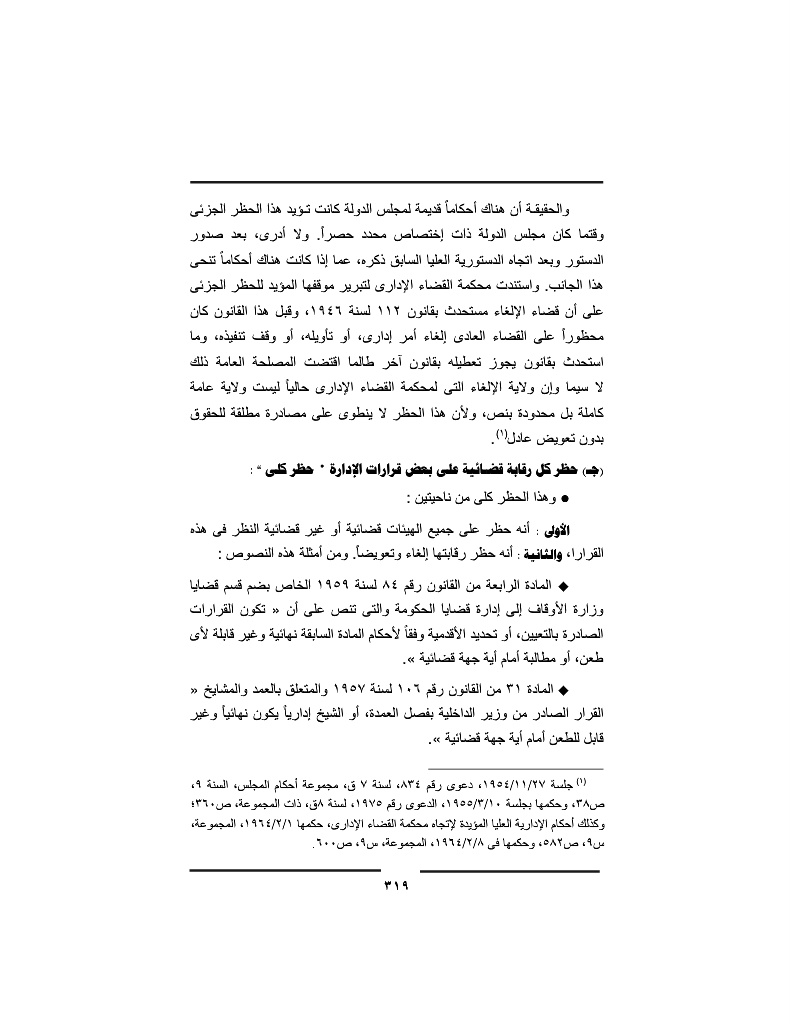 والحقيقـة أن هناك أحكاماً قديمة لمجلس الدولة كانت تـؤيد هذا الحظر الجزئى
وقتما كان مجلس الدولة ذات إختصاص محدد حصراً. ولا أدرى، بعد صدور
الدستور وبعد اتجاه الدستورية العليا السابق ذكره، عما إذا كانت هناك أحكاماً تنحى
هذا الجانب. واستندت محكمة القضاء الإدارى لتبرير موقفها المؤيد للحظر الجزئى
على أن قضاء الإلغاء مستحدث بقانون ١١٢ لسنة ١٩٤٦، وقبل هذا القانون كان
محظوراً على القضاء العادى إلغاء أمر إدارى، أو تأويله، أو وقف تنفيذه، وما
استحدث بقانون يجوز تعطيله بقانون آخر طالما اقتضت المصلحة العامة ذلك
لا سيما وإن ولاية الإلغاء التى لمحكمة القضاء الإدارى حالياً ليست ولاية عامة
كاملة بل محدودة بنص، ولأن هذا الحظر لا ينطوى على مصادرة مطلقة للحقوق
بدون تعويض عادل(١).
(جـ) حظر كل رقابة قضـائية على بعض قرارات الإدارة " حظر كلـى " :
● وهذا الحظر كلى من ناحيتين :
الأولى : أنه حظر على جميع الهيئات قضائية أو غير قضائية النظر فى هذه
القرارا، والثانية : أنه حظر رقابتها إلغاء وتعويضاً. ومن أمثلة هذه النصوص :
◆ المادة الرابعة من القانون رقم ٨٤ لسنة ١٩٥٩ الخاص بضم قسم قضايا
وزارة الأوقاف إلى إدارة قضايا الحكومة والتى تنص على أن « تكون القرارات
الصادرة بالتعيين، أو تحديد الأقدمية وفقاً لأحكام المادة السابقة نهائية وغير قابلة لأى
طعن، أو مطالبة أمام أية جهة قضائية ».
◆ المادة ٣١ من القانون رقم ١٠٦ لسنة ١٩٥٧ والمتعلق بالعمد والمشايخ «
القرار الصادر من وزير الداخلية بفصل العمدة، أو الشيخ إدارياً يكون نهائياً وغير
قابل للطعن أمام أية جهة قضائية ».
(١) جلسة ١٩٥٤/١١/٢٧، دعوى رقم ٨٣٤، لسنة ٧ ق، مجموعة أحكام المجلس، السنة ٩،
ص٣٨، وحكمها بجلسة ١٩٥٥/٣/١٠، الدعوى رقم ١٩٧٥، لسنة ٨ق، ذات المجموعة، ص٣٦٠؛
وكذلك أحكام الإدارية العليا المؤيدة لإتجاه محكمة القضاء الإدارى، حكمها ١٩٦٤/٢/١، المجموعة،
س٩، ص٥٨٢، وحكمها فى ١٩٦٤/٢/٨، المجموعة، س٩، ص٦٠٠.
٣١٩